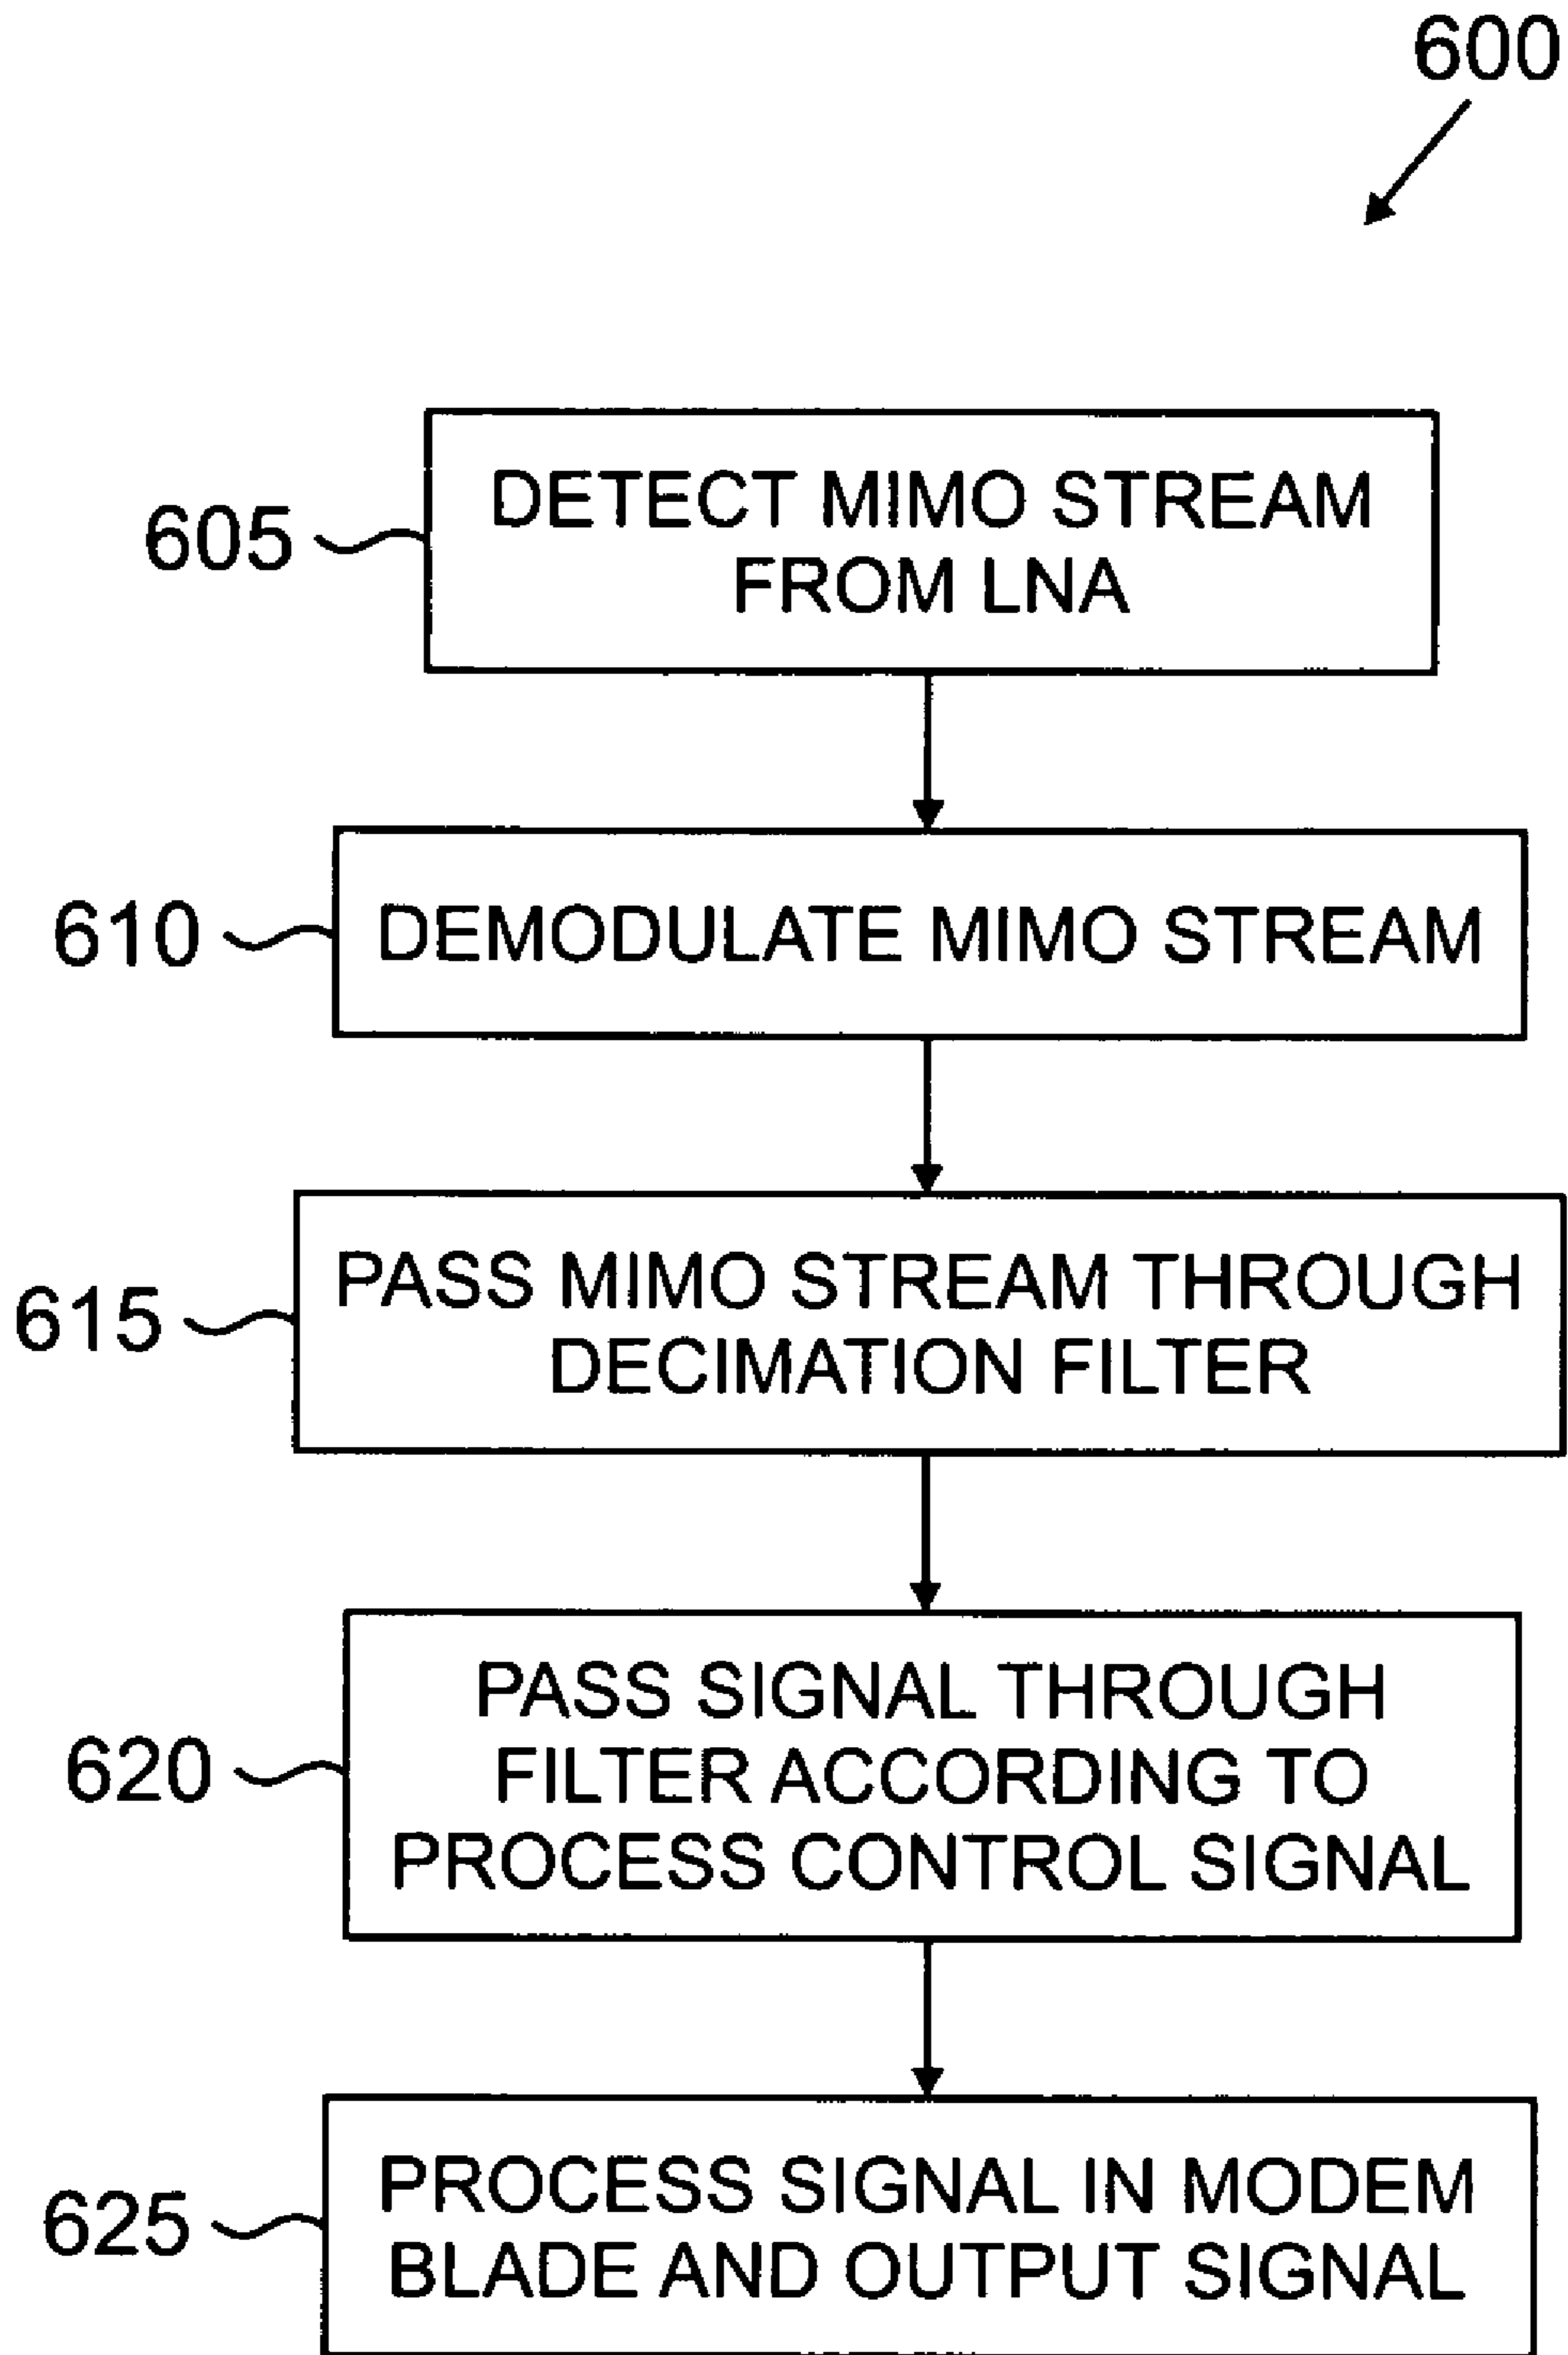 600
605
DETECT MIMO STREAM
FROM LNA
610
DEMODULATE MIMO STREAM
615
PASS MIMO STREAM THROUGH
DECIMATION FILTER
620
PASS SIGNAL THROUGH
FILTER ACCORDING TO
PROCESS CONTROL SIGNAL
625
PROCESS SIGNAL IN MODEM
BLADE AND OUTPUT SIGNAL